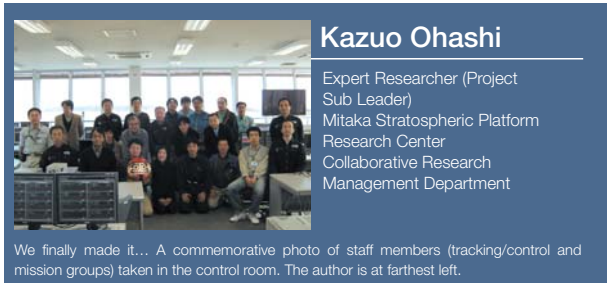 Kazuo Ohashi
Expert Researcher (Project
Sub Leader)
Mitaka Stratospheric Platform
Research Center
Collaborative Research
Management Department
We finally made it… A commemorative photo of staff members (tracking/control and
mission groups) taken in the control room. The author is at farthest left.